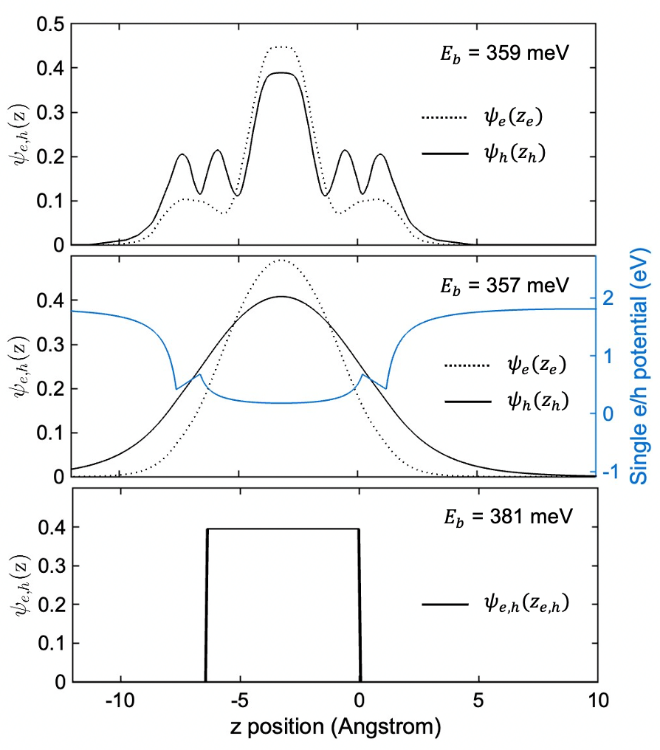 0.5
0.4
0.3
0.2
0.1
0
ψe,h(z)
Eb = 359 meV
ψe(ze)
ψh(zh)
0.4
0.3
0.2
0.1
0
ψe,h(z)
Eb = 357 meV
ψe(ze)
ψh(zh)
2
1
0
-1
Single e/h potential (eV)
0.4
0.3
0.2
0.1
0
ψe,h(z)
Eb = 381 meV
ψe,h(ze,h)
-10 -5 0 5 10
z position (Angstrom)